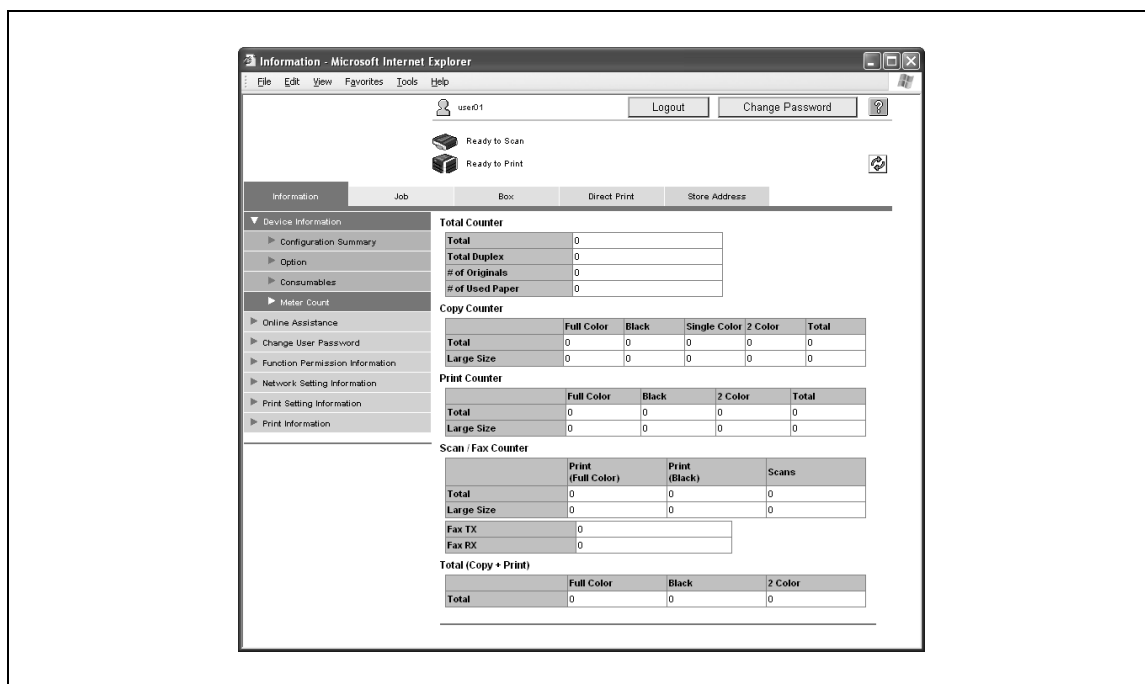 Information - Microsoft Internet Explorer
File Edit View Favorites Tools Help
user01 Logout Change Password ?
Ready to Scan
Ready to Print
Information Job Box Direct Print Store Address
Device Information
Configuration Summary
Option
Consumables
Meter Count
Online Assistance
Change User Password
Function Permission Information
Network Setting Information
Print Setting Information
Print Information
Total Counter
Total 0
Total Duplex 0
# of Originals 0
# of Used Paper 0
Copy Counter
Full Color Black Single Color 2 Color Total
Total 0 0 0 0 0
Large Size 0 0 0 0 0
Print Counter
Full Color Black 2 Color Total
Total 0 0 0 0
Large Size 0 0 0 0
Scan / Fax Counter
Print (Full Color) Print (Black) Scans
Total 0 0 0
Large Size 0 0 0
Fax TX 0
Fax RX 0
Total (Copy + Print)
Full Color Black 2 Color
Total 0 0 0